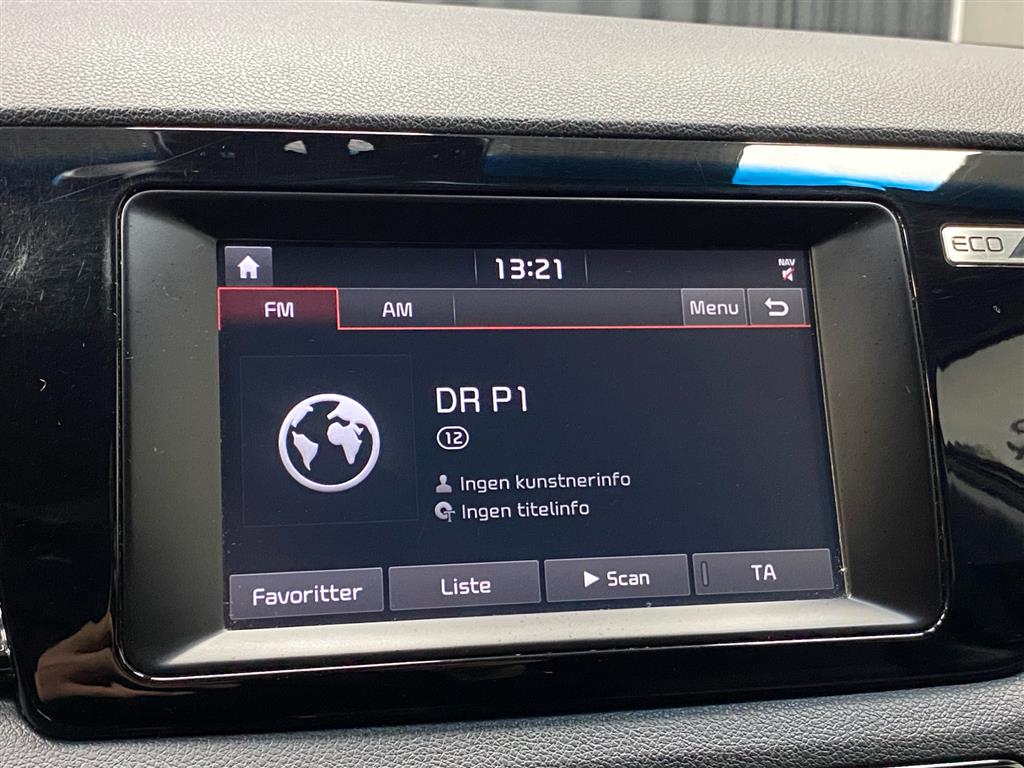 13:21
NAV
ECO
FM AM Menu
DR P1
12
Ingen kunstnerinfo
Ingen titelinfo
Favoritter Liste Scan TA